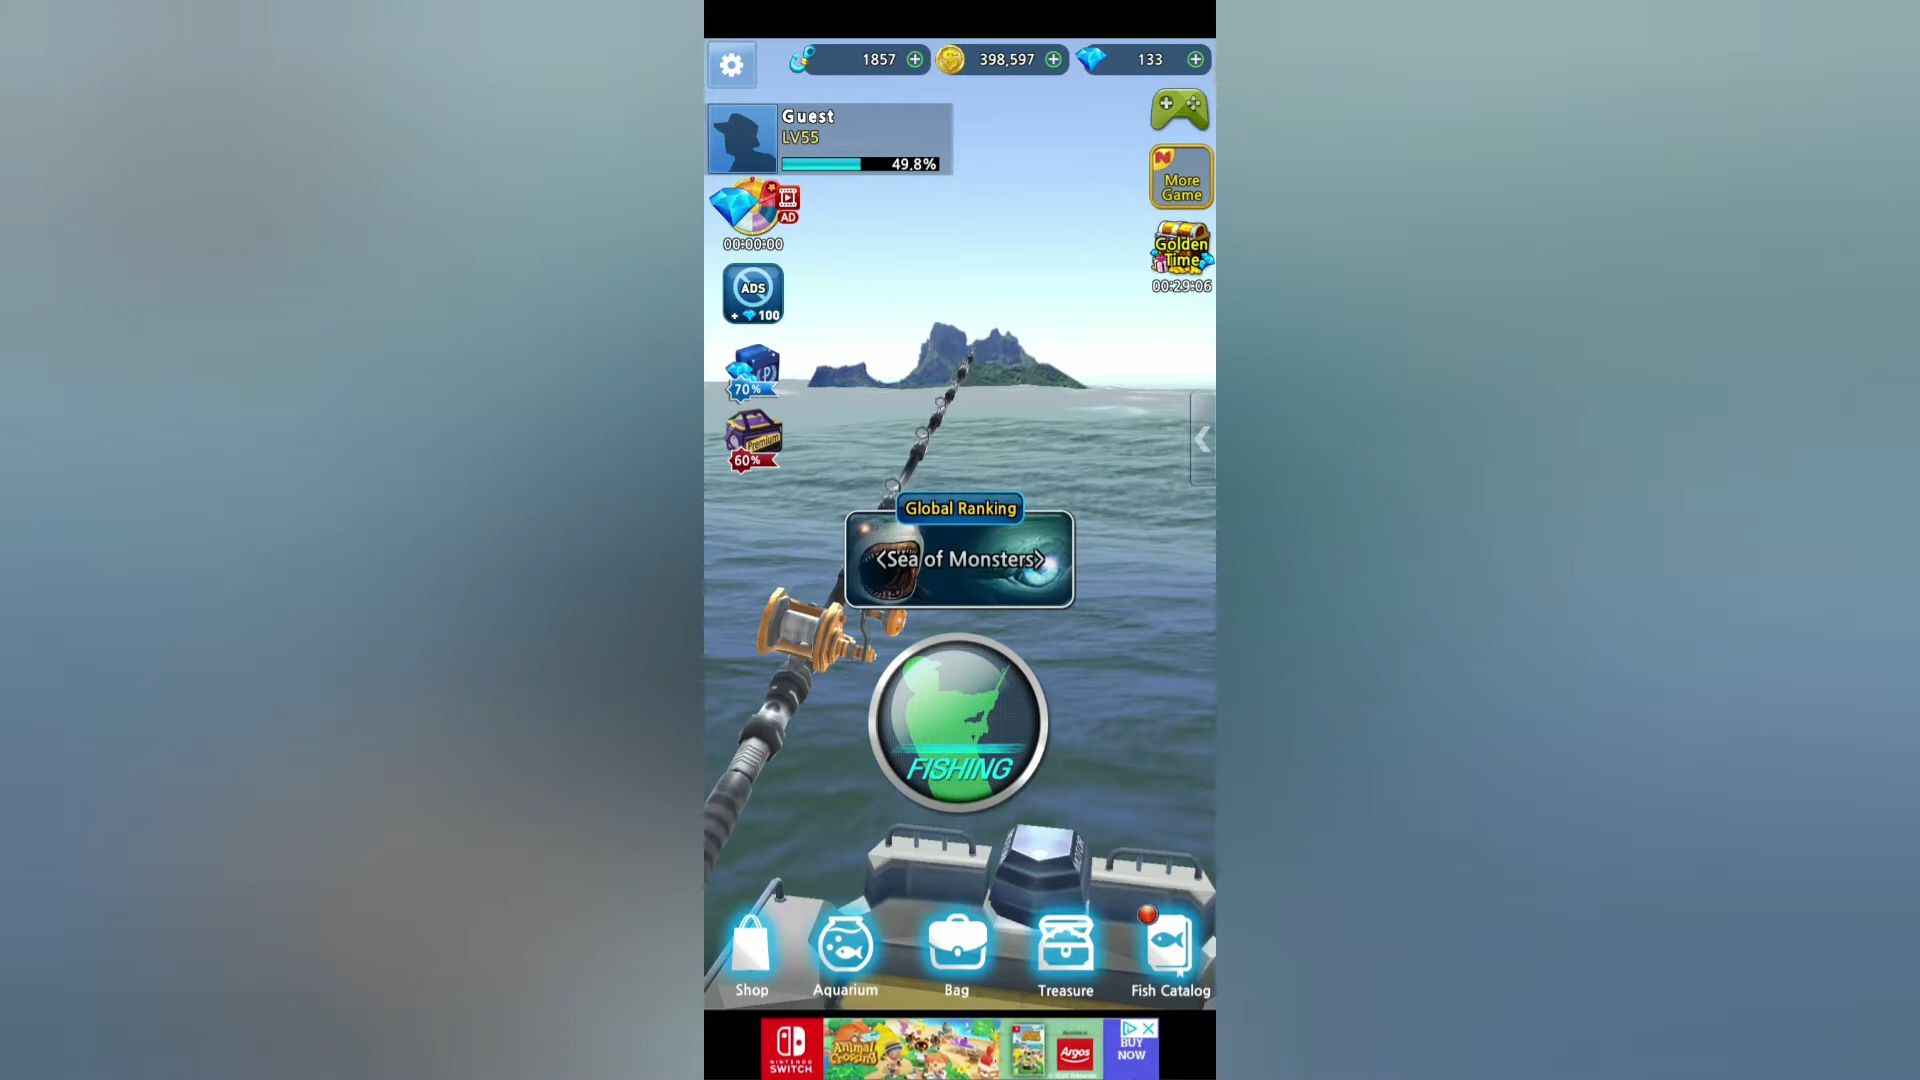 1857
398,597
133
Guest
LV55
49.8%
AD
00:00:00
N
More
Game
ADS
+ 100
Golden
Time
00:29:06
P
70%
Premium
60%
Global Ranking
<Sea of Monsters>
FISHING
Shop
Aquarium
Bag
Treasure
Fish Catalog
NINTENDO
SWITCH
Animal
Crossing
Argos
BUY
NOW